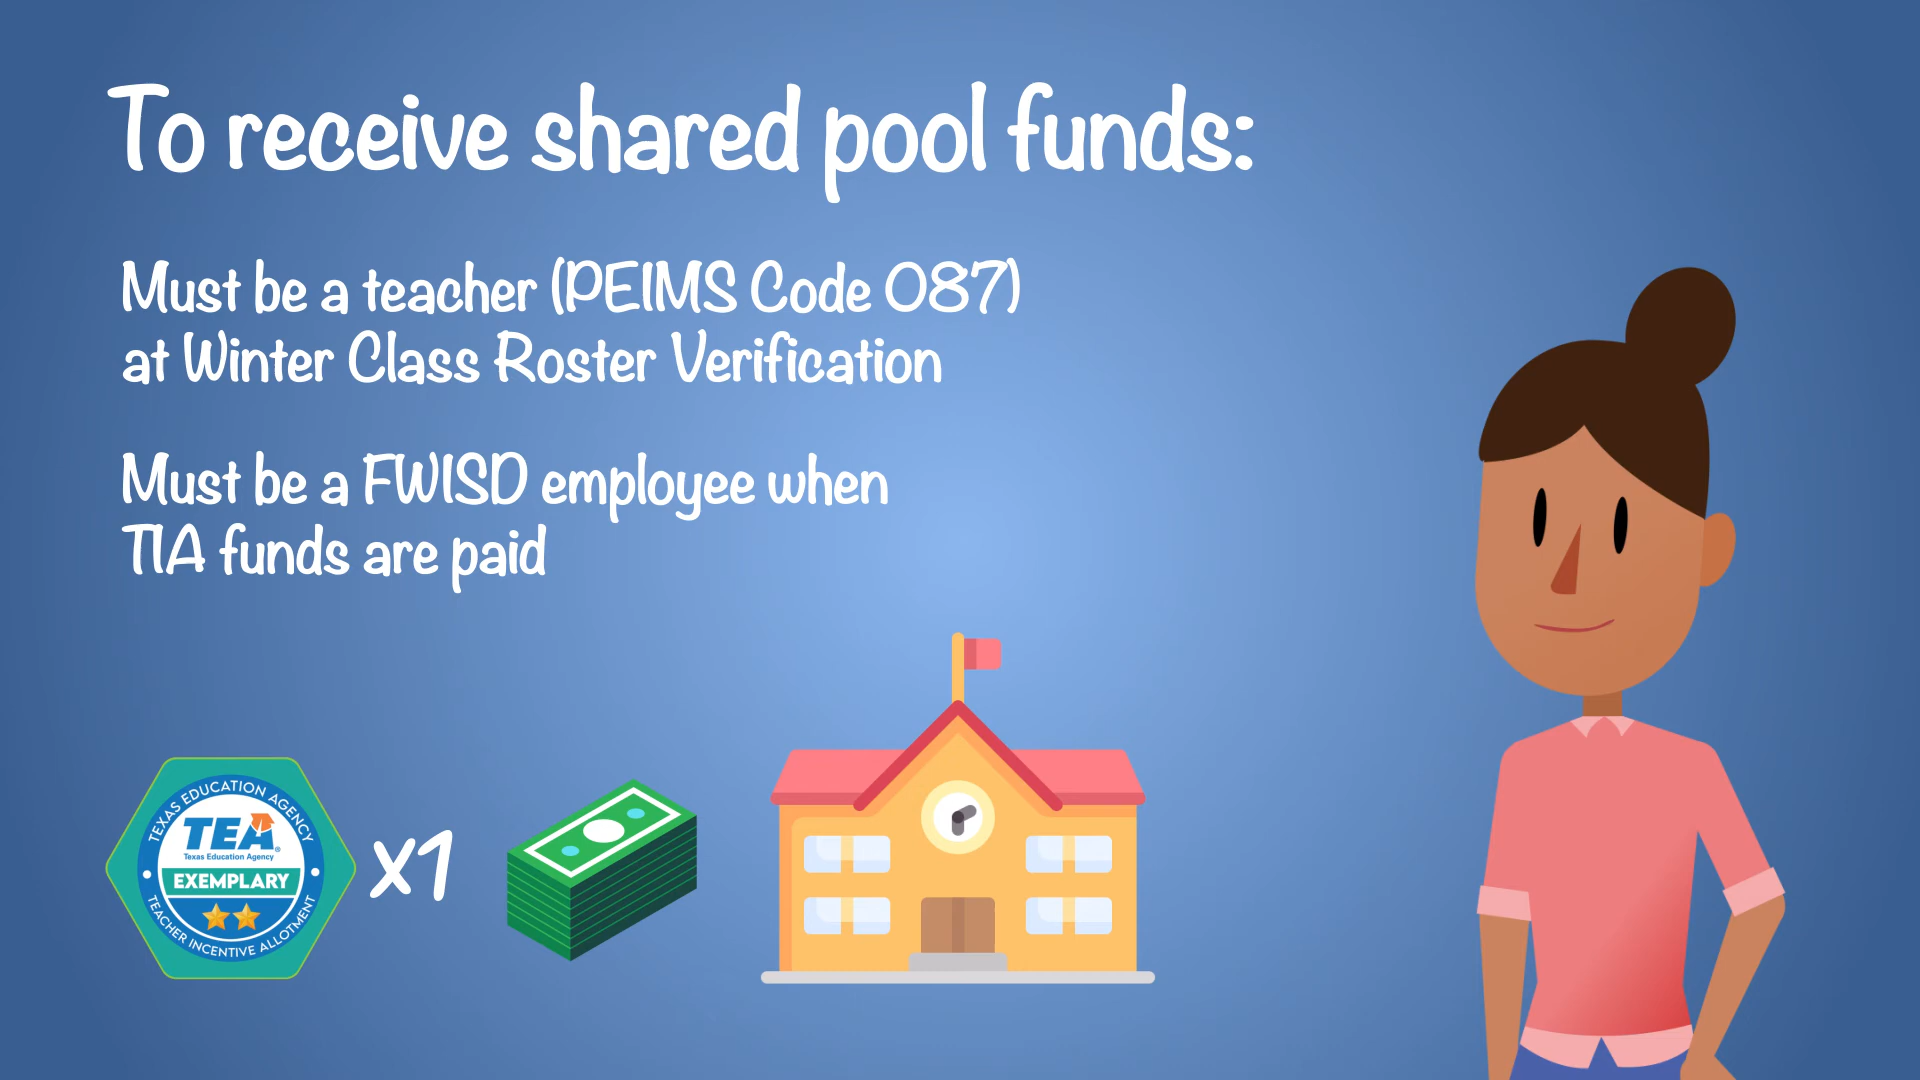 To receive shared pool funds:
Must be a teacher (PEIMS Code 087)
at Winter Class Roster Verification
Must be a FWISD employee when
TIA funds are paid
TEXAS EDUCATION AGENCY
TEA®
Texas Education Agency
EXEMPLARY
TEACHER INCENTIVE ALLOTMENT
x1